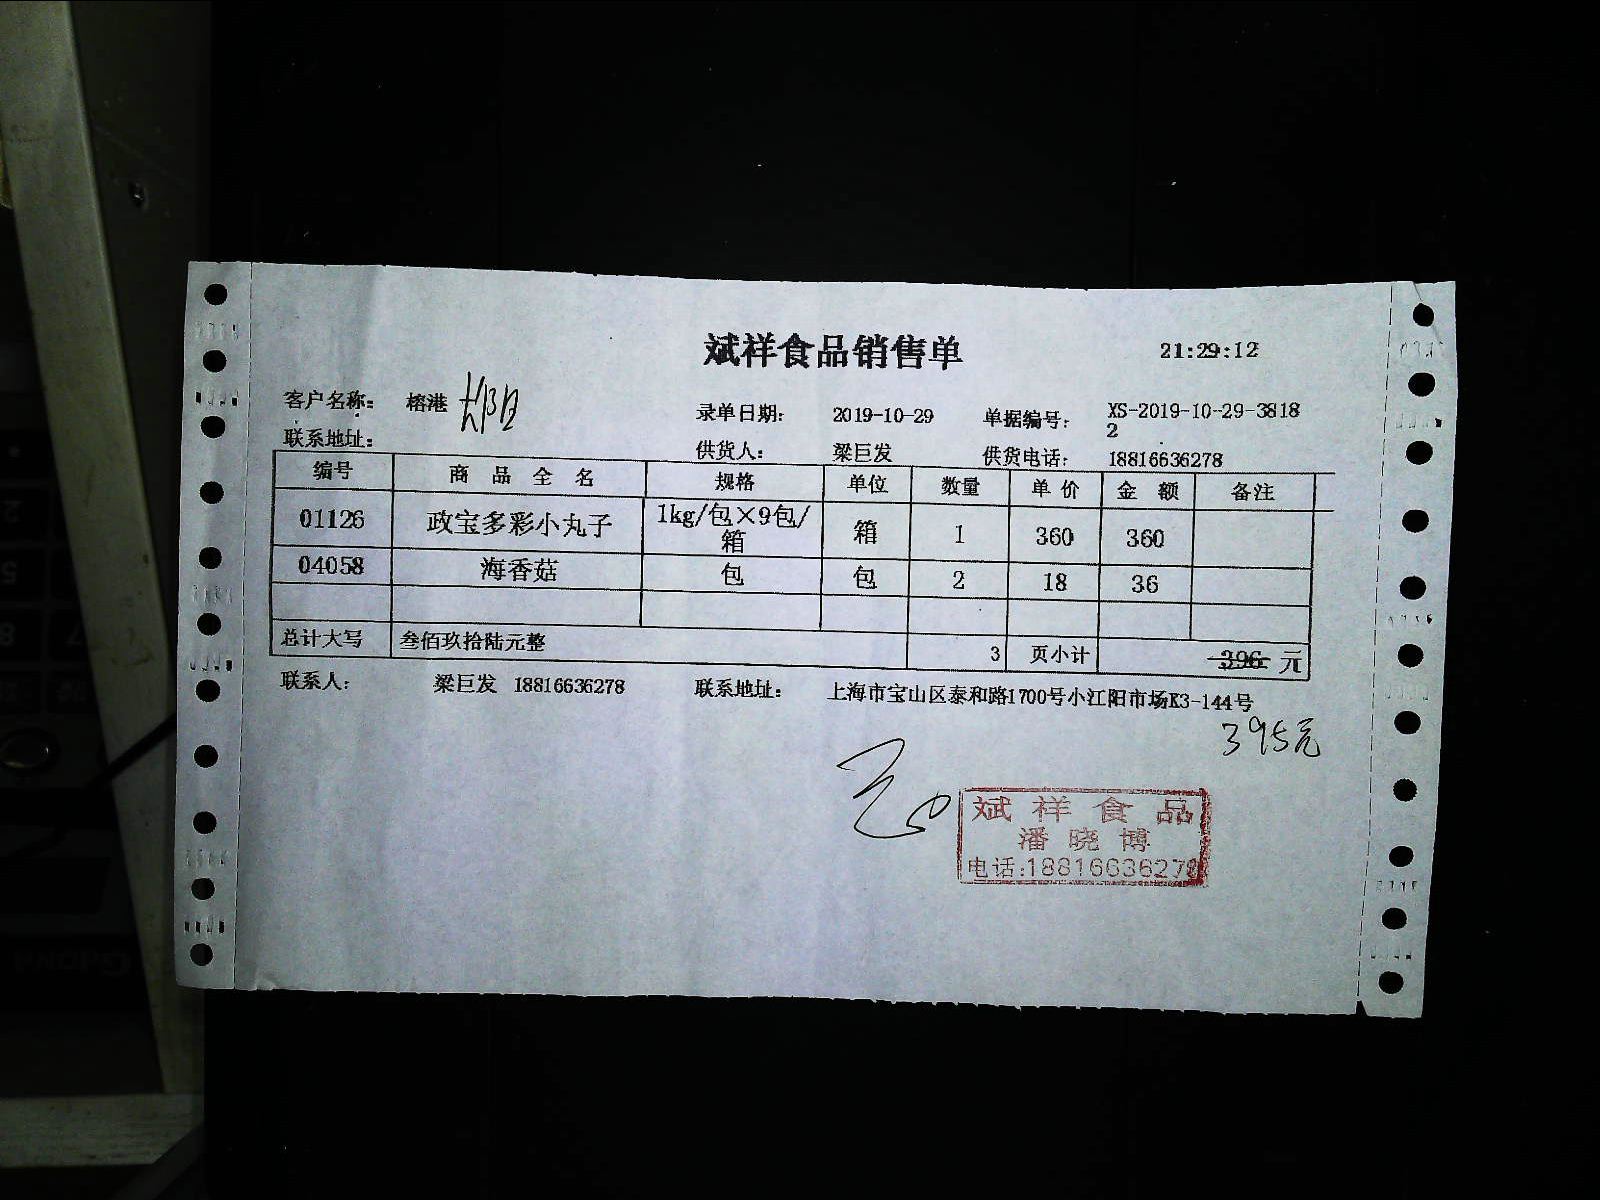 斌祥食品销售单 21:29:12
客户名称: 榕港 录单日期: 2019-10-29 单据编号: XS-2019-10-29-38182
联系地址: 供货人: 梁巨发 供货电话: 18816636278
编号 商品全名 规格 单位 数量 单价 金额 备注
01126 政宝多彩小丸子 1kg/包×9包/箱 箱 1 360 360
04058 海香菇 包 包 2 18 36
总计大写 叁佰玖拾陆元整 3 页小计 396 元
联系人: 梁巨发 18816636278 联系地址: 上海市宝山区泰和路1700号小江阳市场K3-144号
395元
斌祥食品
潘晓博
电话:18816636278